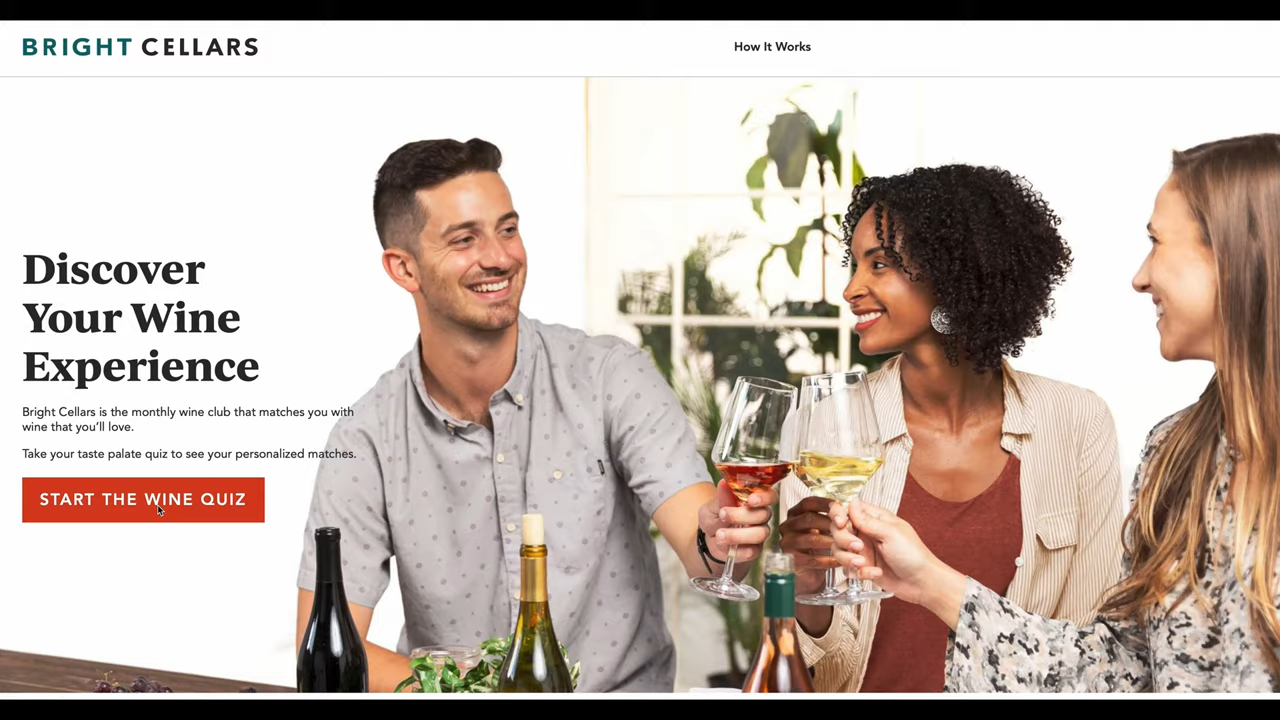 BRIGHT CELLARS
How It Works
Discover
Your Wine
Experience
Bright Cellars is the monthly wine club that matches you with
wine that you'll love.
Take your taste palate quiz to see your personalized matches.
START THE WINE QUIZ